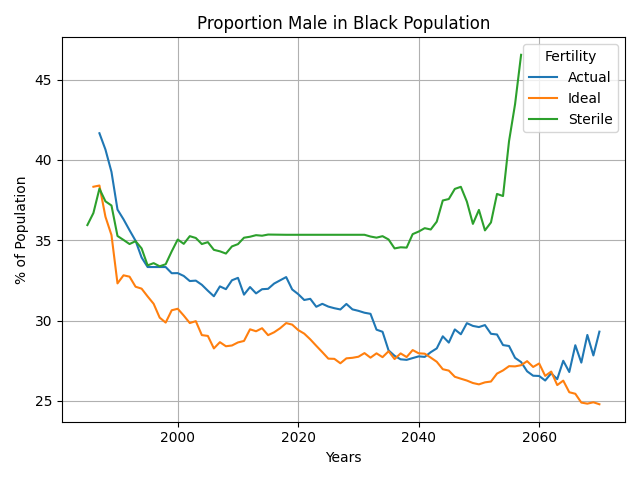 Proportion Male in Black Population
Fertility
Actual
Ideal
Sterile
% of Population
45
40
35
30
25
2000
2020
2040
2060
Years